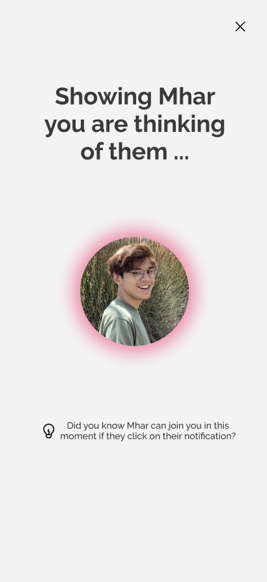 Showing Mhar
you are thinking
of them ...
Did you know Mhar can join you in this
moment if they click on their notification?